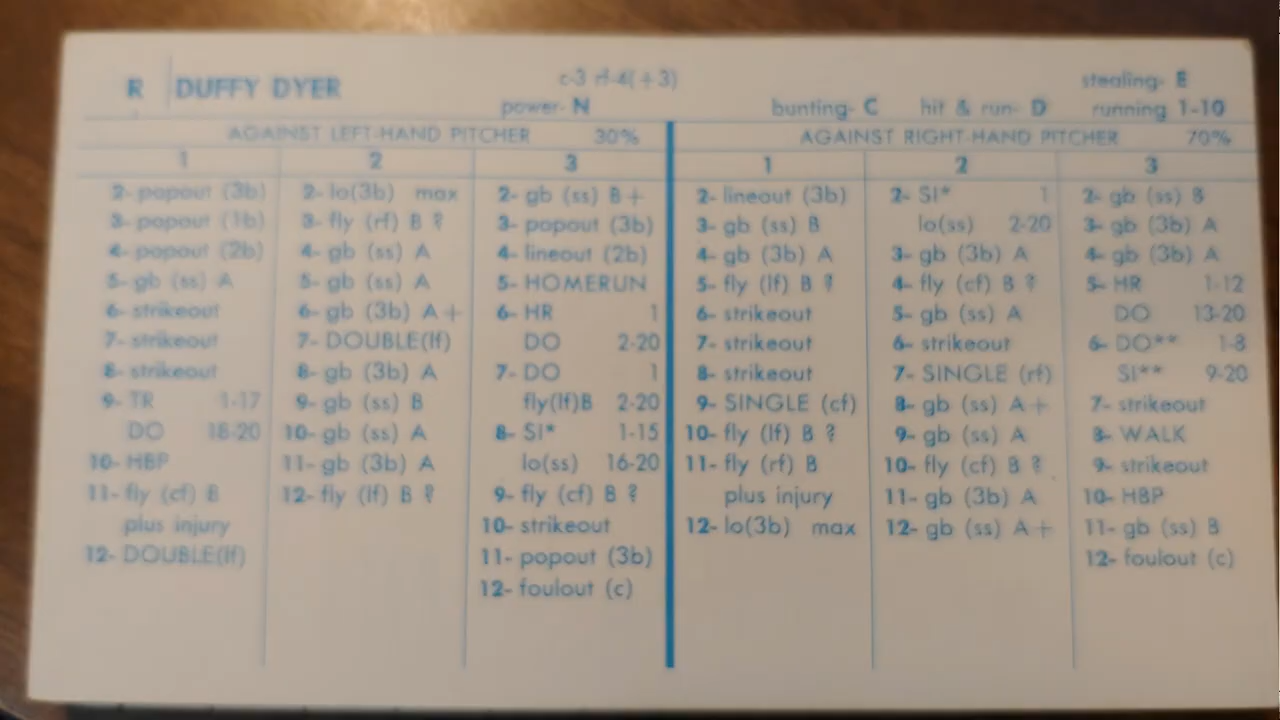 R DUFFY DYER c-3 rf-4(+3) stealing- E
power- N bunting- C hit & run- D running 1-10
AGAINST LEFT-HAND PITCHER 30% AGAINST RIGHT-HAND PITCHER 70%
1 2 3 1 2 3
2- popout (3b)
3- popout (1b)
4- popout (2b)
5- gb (ss) A
6- strikeout
7- strikeout
8- strikeout
9- TR 1-17
DO 18-20
10- HBP
11- fly (cf) B
plus injury
12- DOUBLE(lf)
2- lo(3b) max
3- fly (rf) B ?
4- gb (ss) A
5- gb (ss) A
6- gb (3b) A+
7- DOUBLE(lf)
8- gb (3b) A
9- gb (ss) B
10- gb (ss) A
11- gb (3b) A
12- fly (lf) B ?
2- gb (ss) B+
3- popout (3b)
4- lineout (2b)
5- HOMERUN
6- HR 1
DO 2-20
7- DO 1
fly(lf)B 2-20
8- SI* 1-15
lo(ss) 16-20
9- fly (cf) B ?
10- strikeout
11- popout (3b)
12- foulout (c)
2- lineout (3b)
3- gb (ss) B
4- gb (3b) A
5- fly (lf) B ?
6- strikeout
7- strikeout
8- strikeout
9- SINGLE (cf)
10- fly (lf) B ?
11- fly (rf) B
plus injury
12- lo(3b) max
2- SI* 1
lo(ss) 2-20
3- gb (3b) A
4- fly (cf) B ?
5- gb (ss) A
6- strikeout
7- SINGLE (rf)
8- gb (ss) A+
9- gb (ss) A
10- fly (cf) B ?
11- gb (3b) A
12- gb (ss) A+
2- gb (ss) B
3- gb (3b) A
4- gb (3b) A
5- HR 1-12
DO 13-20
6- DO** 1-8
SI** 9-20
7- strikeout
8- WALK
9- strikeout
10- HBP
11- gb (ss) B
12- foulout (c)